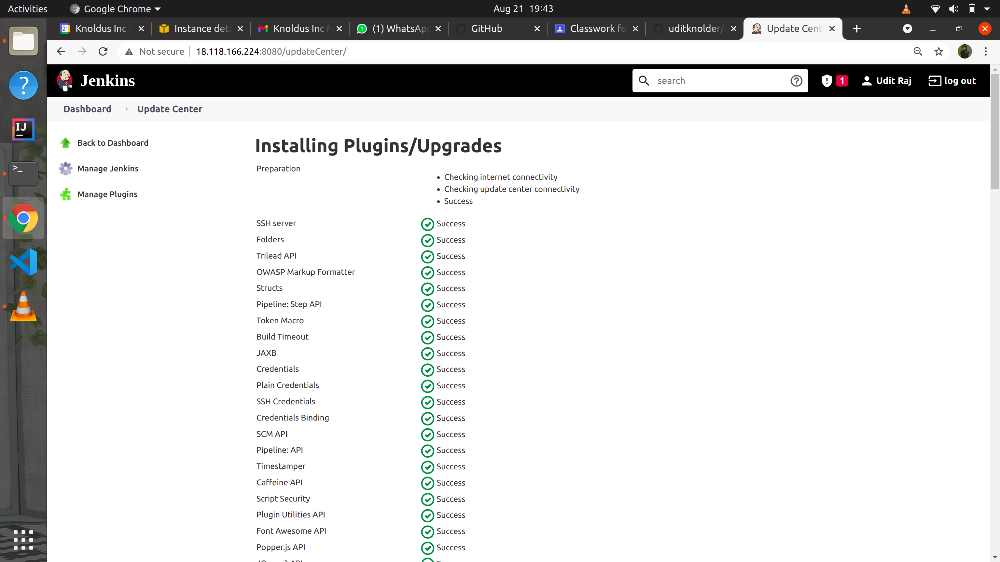 Activities Google Chrome Aug 21 19:43
21 Knoldus Inc - Instance deta Knoldus Inc M 1 (1) WhatsApp GitHub Classwork fo uditknolder/ Update Cent
Not secure 18.118.166.224:8080/updateCenter/
Jenkins search 1 Udit Raj log out
Dashboard Update Center
Back to Dashboard
Manage Jenkins
Manage Plugins
IJ
>_
Installing Plugins/Upgrades
Preparation
Checking internet connectivity
Checking update center connectivity
Success
SSH server Success
Folders Success
Trilead API Success
OWASP Markup Formatter Success
Structs Success
Pipeline: Step API Success
Token Macro Success
Build Timeout Success
JAXB Success
Credentials Success
Plain Credentials Success
SSH Credentials Success
Credentials Binding Success
SCM API Success
Pipeline: API Success
Timestamper Success
Caffeine API Success
Script Security Success
Plugin Utilities API Success
Font Awesome API Success
Popper.js API Success